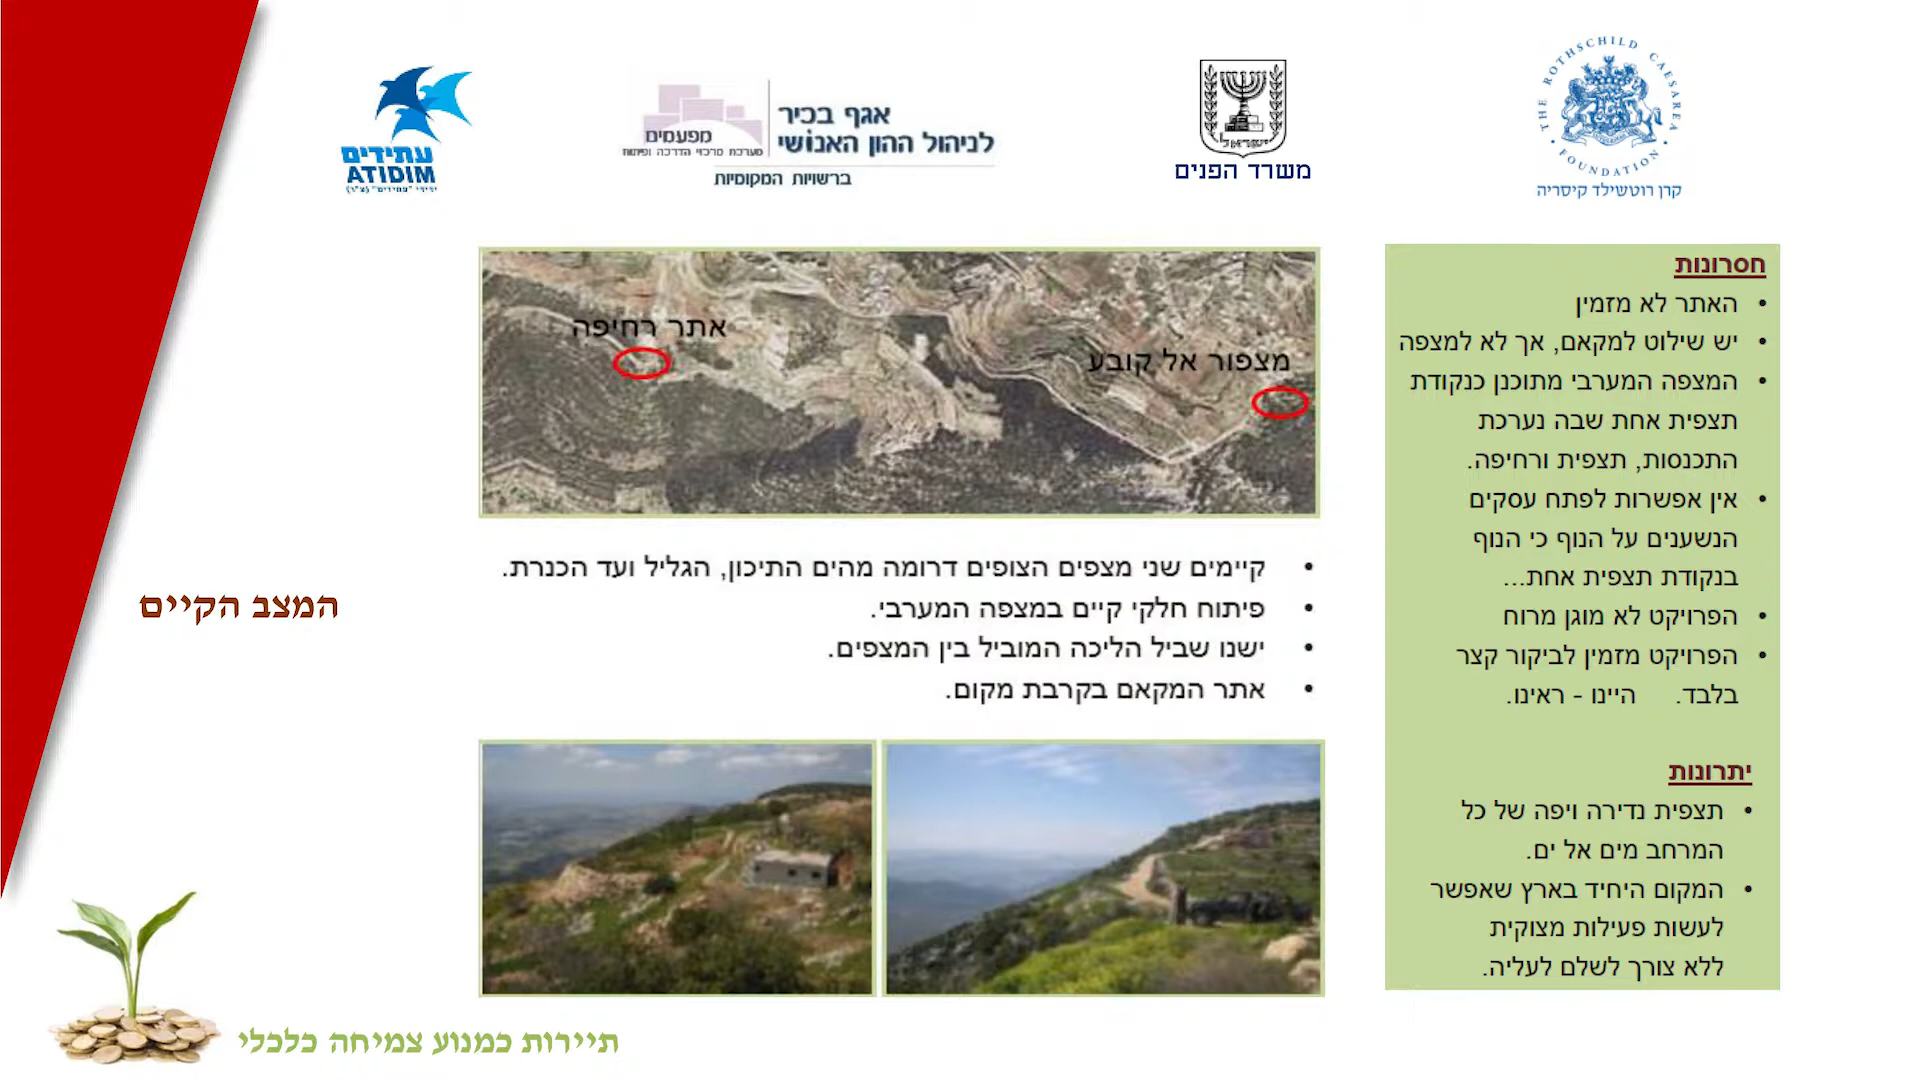 THE ROTHSCHILD CAESAREA FOUNDATION
קרן רוטשילד קיסריה
משרד הפנים
אגף בכיר
לניהול ההון האנושי
ברשויות המקומיות
מפעמים
מערכת מרכזי הדרכה ופיתוח
עתידים
ATIDIM
חסרונות
• האתר לא מזמין
• יש שילוט למקאם, אך לא למצפה
• המצפה המערבי מתוכנן כנקודת
תצפית אחת שבה נערכת
התכנסות, תצפית ורחיפה.
• אין אפשרות לפתח עסקים
הנשענים על הנוף כי הנוף
בנקודת תצפית אחת...
• הפרויקט לא מוגן מרוח
• הפרויקט מזמין לביקור קצר
בלבד. היינו - ראינו.
יתרונות
• תצפית נדירה ויפה של כל
המרחב מים אל ים.
• המקום היחיד בארץ שאפשר
לעשות פעילות מצוקית
ללא צורך לשלם לעליה.
אתר רחיפה
מצפור אל קובע
• קיימים שני מצפים הצופים דרומה מהים התיכון, הגליל ועד הכנרת.
• פיתוח חלקי קיים במצפה המערבי.
• ישנו שביל הליכה המוביל בין המצפים.
• אתר המקאם בקרבת מקום.
המצב הקיים
תיירות כמנוע צמיחה כלכלי